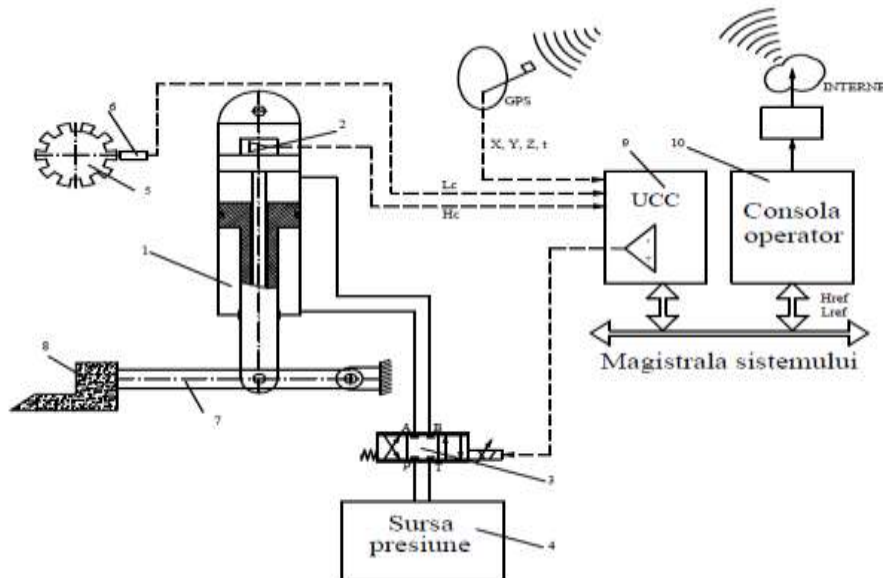 INTERNE
GPS
6
2
X, Y, Z, t
9
10
5
Lc
Hc
UCC
Consola
operator
1
Href
Lref
Magistrala sistemului
8
7
A B
P T
3
Sursa
presiune
4